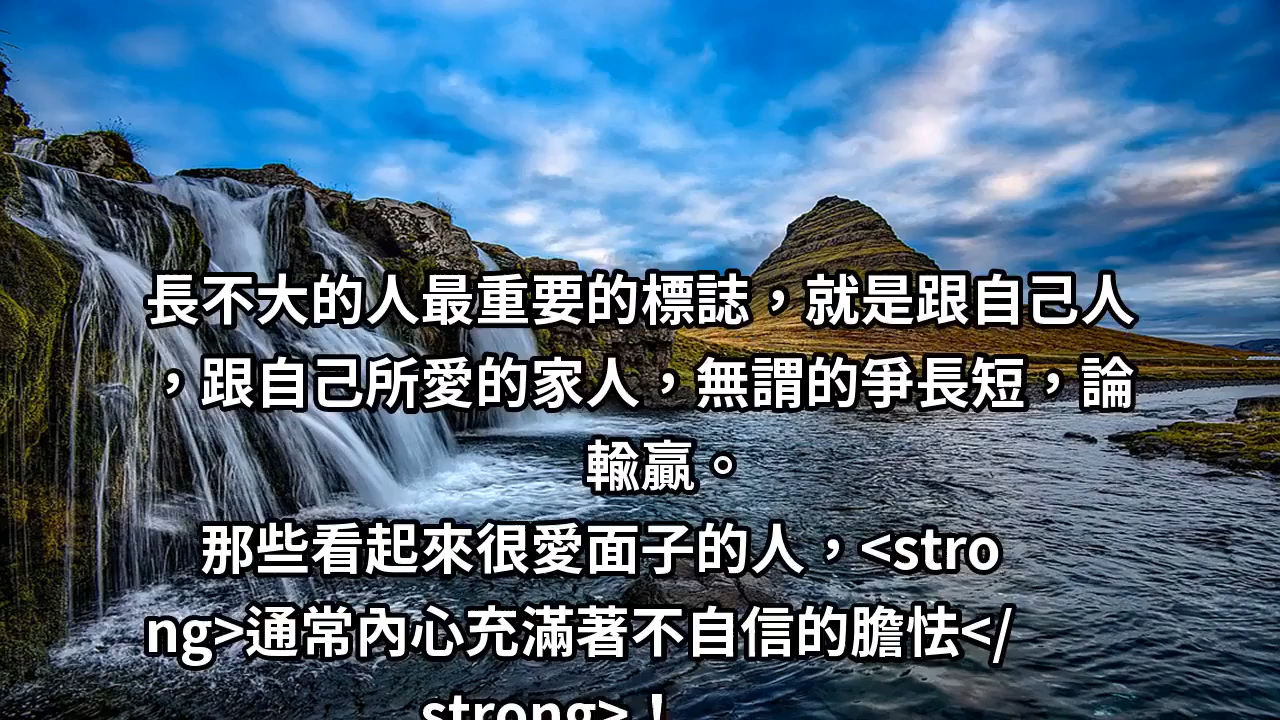 長不大的人最重要的標誌，就是跟自己人
，跟自己所愛的家人，無謂的爭長短，論
輸贏。
那些看起來很愛面子的人，<stro
ng>通常內心充滿著不自信的膽怯</
strong>！